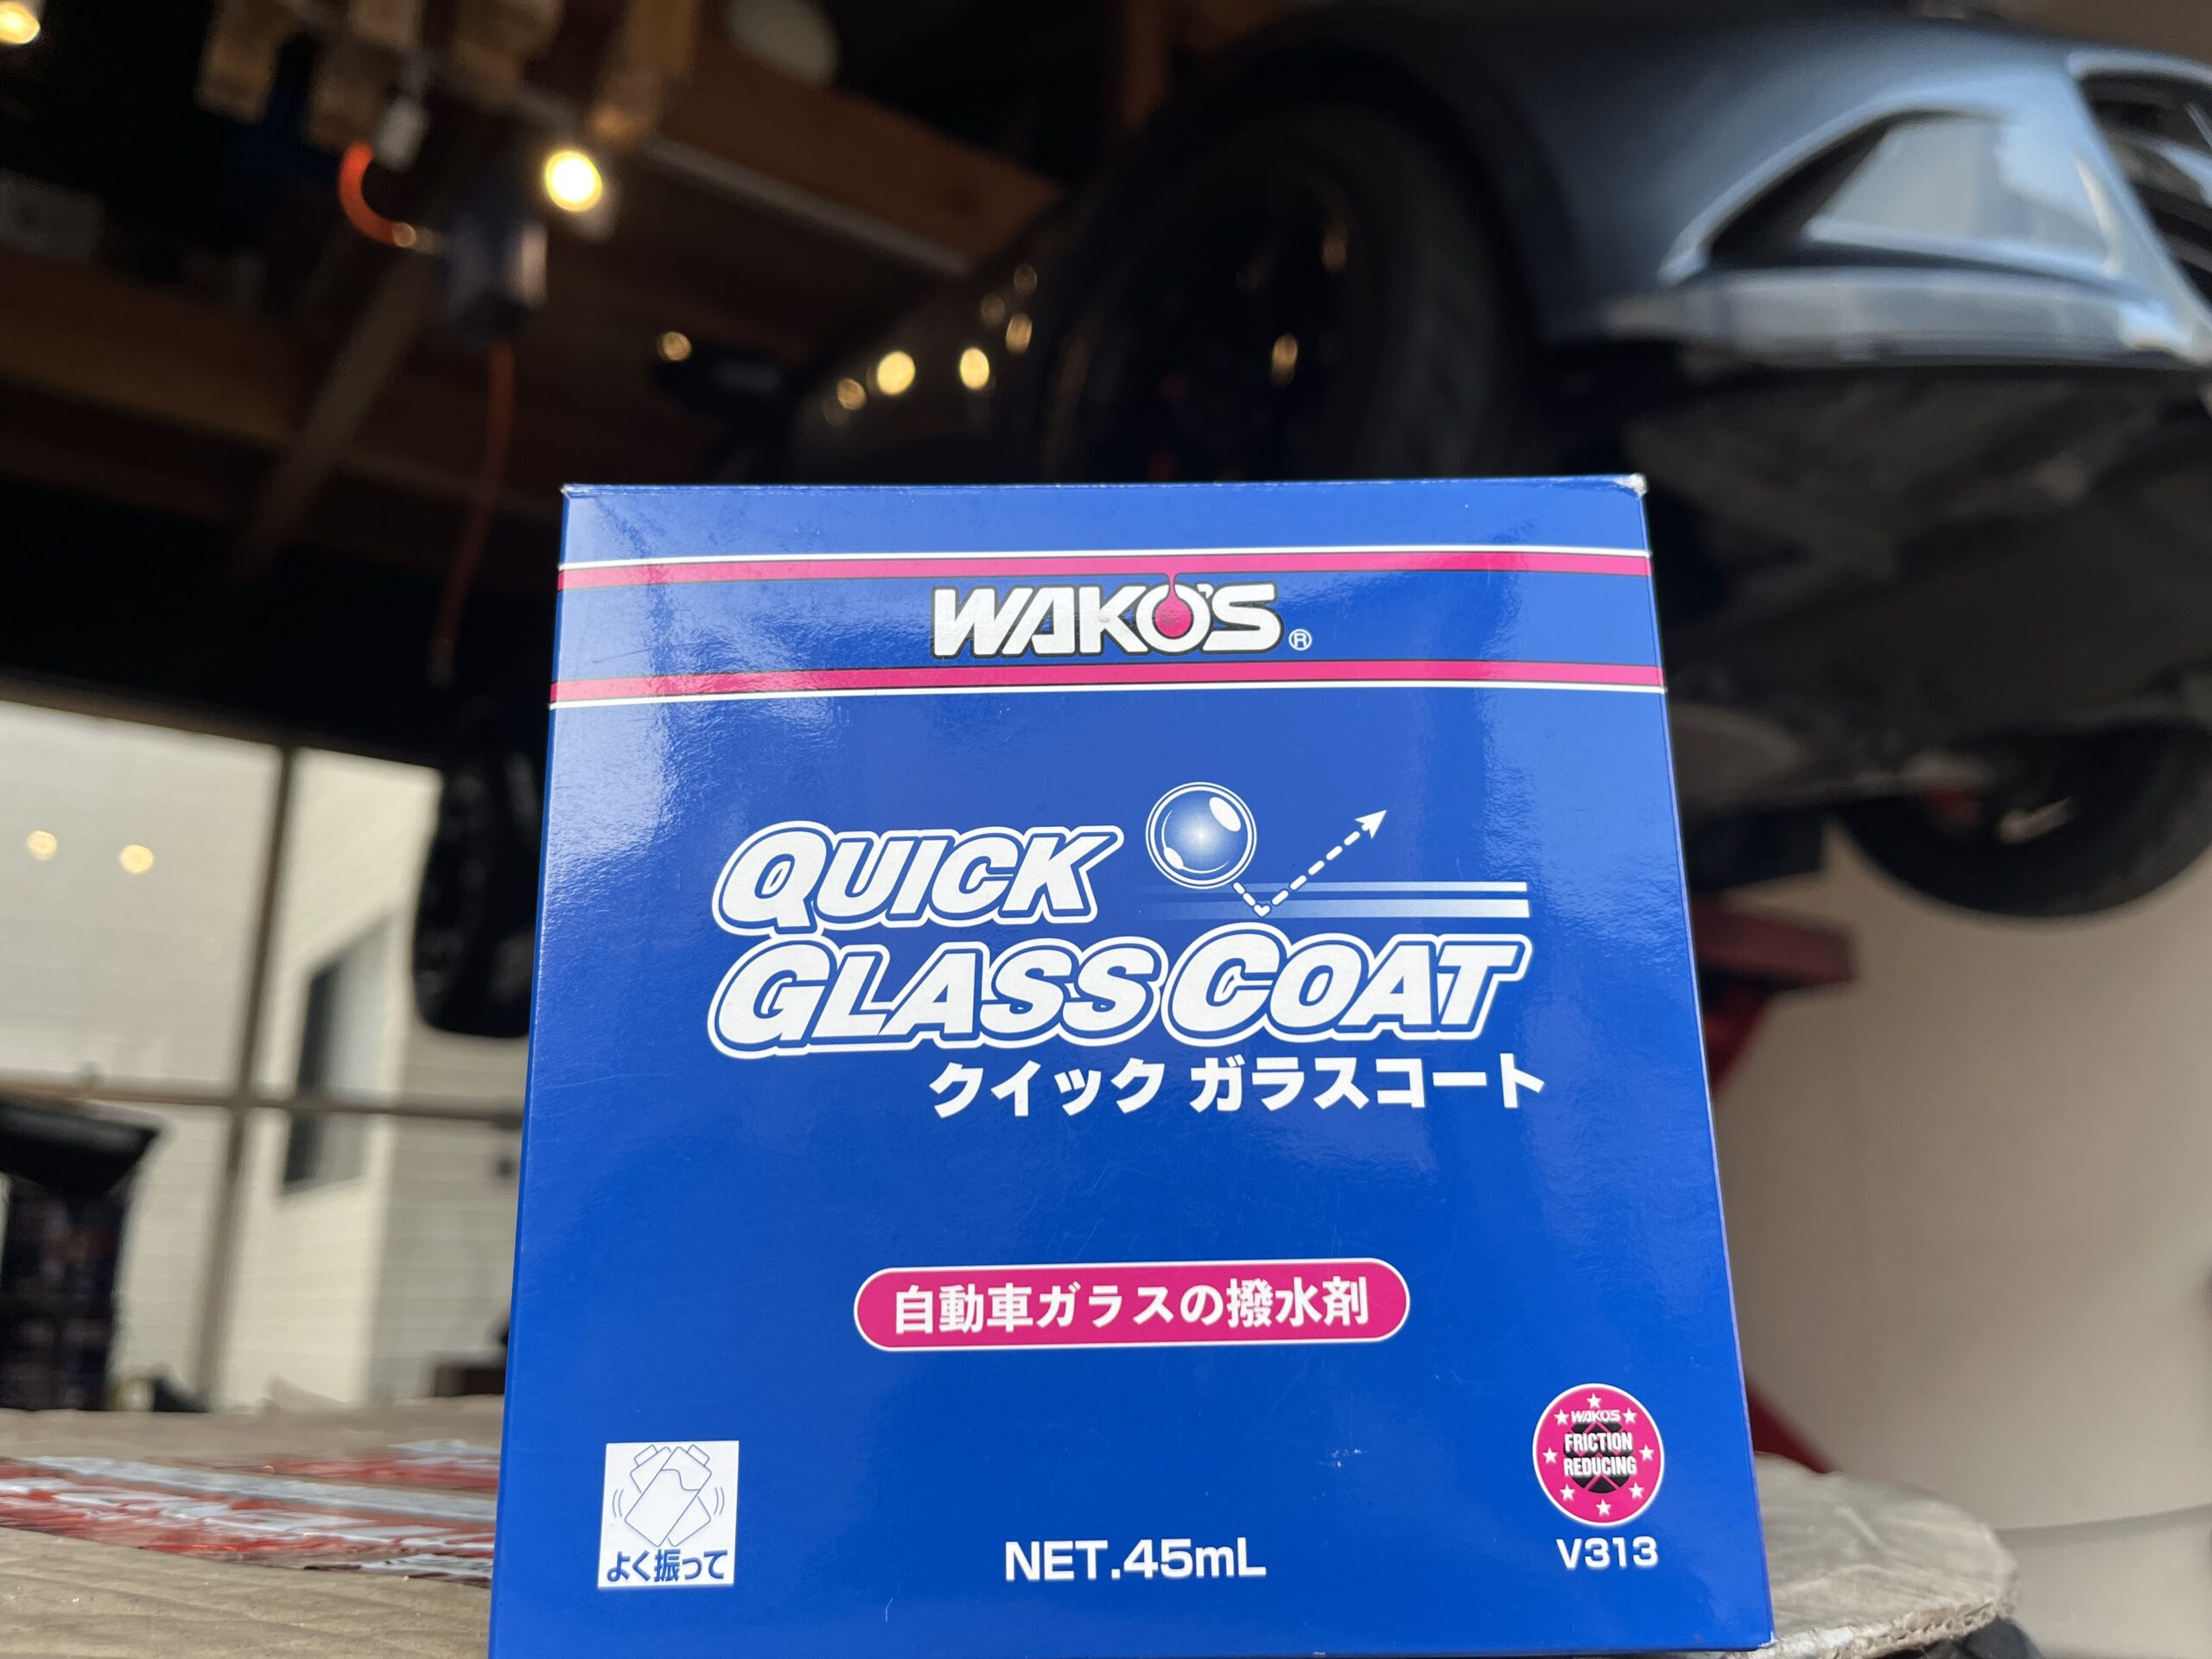 WAKO'S®
QUICK
GLASS COAT
クイック ガラスコート
自動車ガラスの撥水剤
WAKO'S
FRICTION
REDUCING
よく振って
NET.45mL
V313